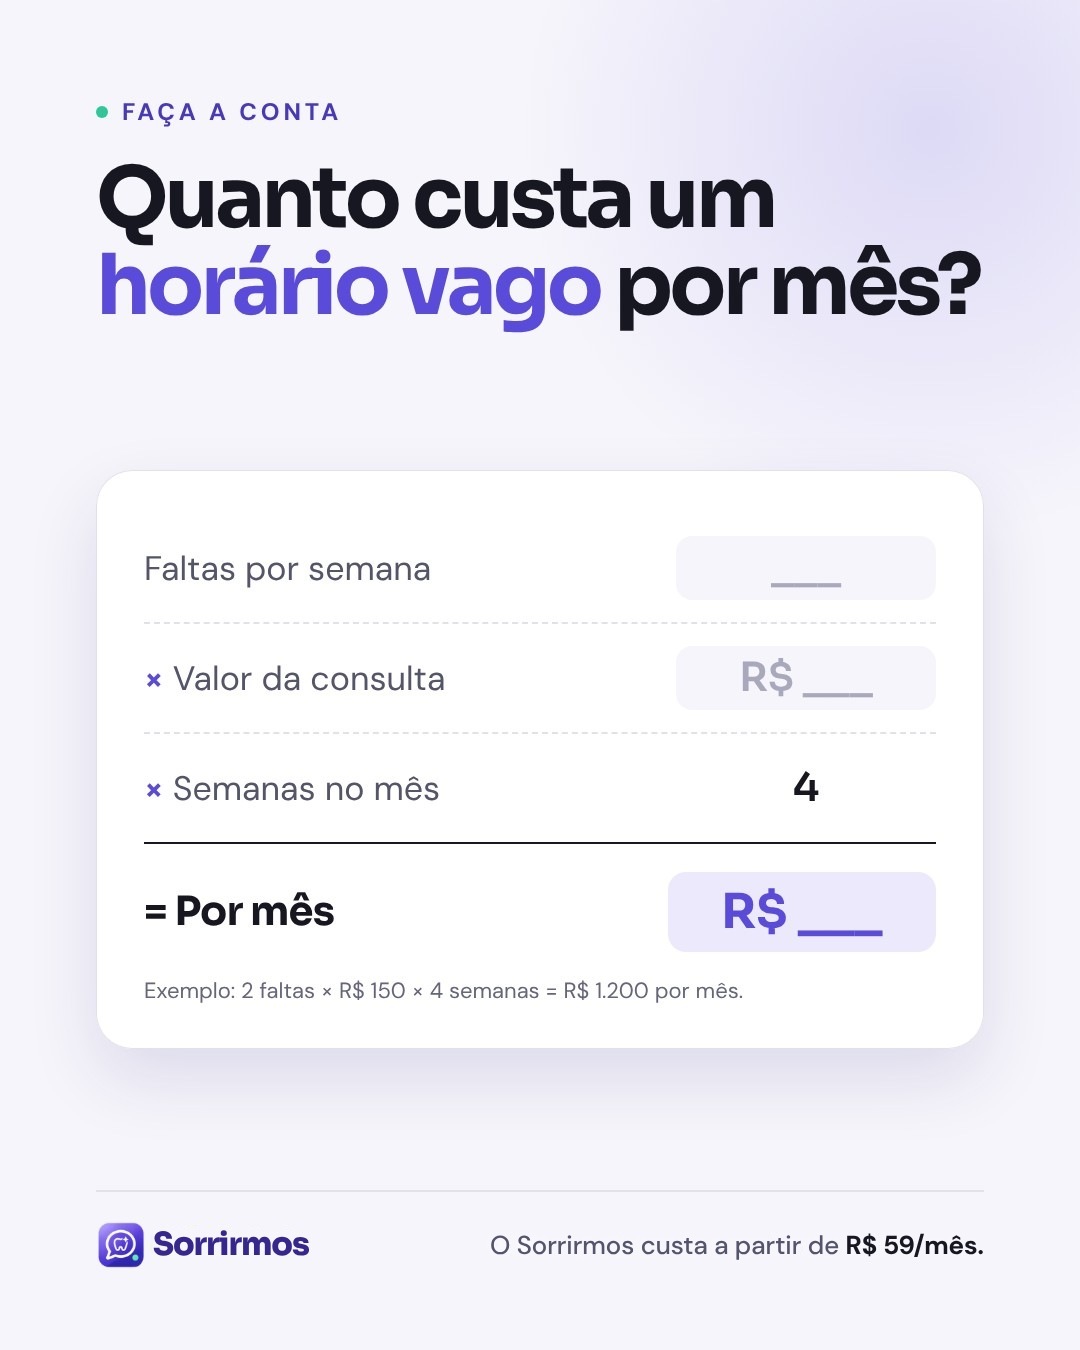 FAÇA A CONTA
Quanto custa um
horário vago por mês?
Faltas por semana ___
× Valor da consulta R$ ___
× Semanas no mês 4
= Por mês R$ ___
Exemplo: 2 faltas × R$ 150 × 4 semanas = R$ 1.200 por mês.
Sorrirmos O Sorrirmos custa a partir de R$ 59/mês.